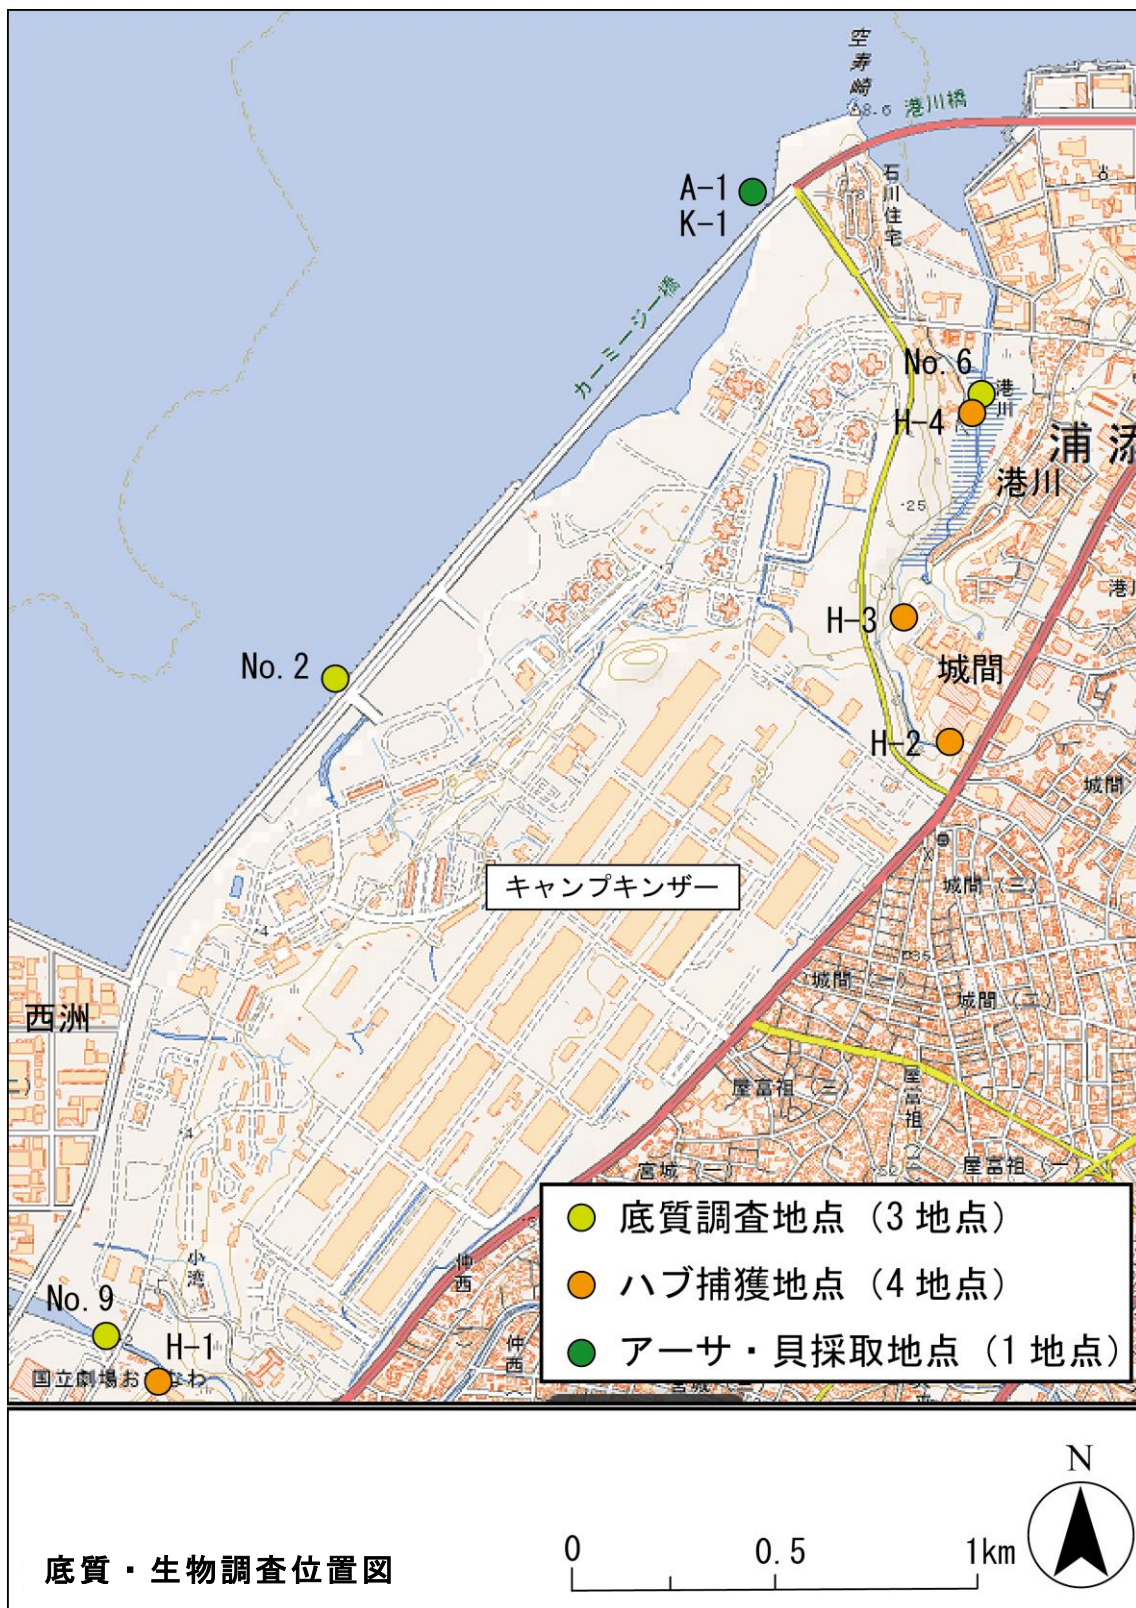 空寿崎
8.6
港川橋
A-1
K-1
石川住宅
カーミージー橋
No. 6
港川
H-4
浦添
港川
25
港川
H-3
No. 2
城間
H-2
城間
キャンプキンザー
城間（三）
城間（一）
城間（二）
西洲
屋富祖（三）
屋富祖
屋富祖（一）
宮城（一）
4
4
小湾
仲西
仲西
No. 9
H-1
国立劇場お なわ
底質調査地点（3 地点）
ハブ捕獲地点（4 地点）
アーサ・貝採取地点（1 地点）
底質・生物調査位置図
0 0.5 1km
N